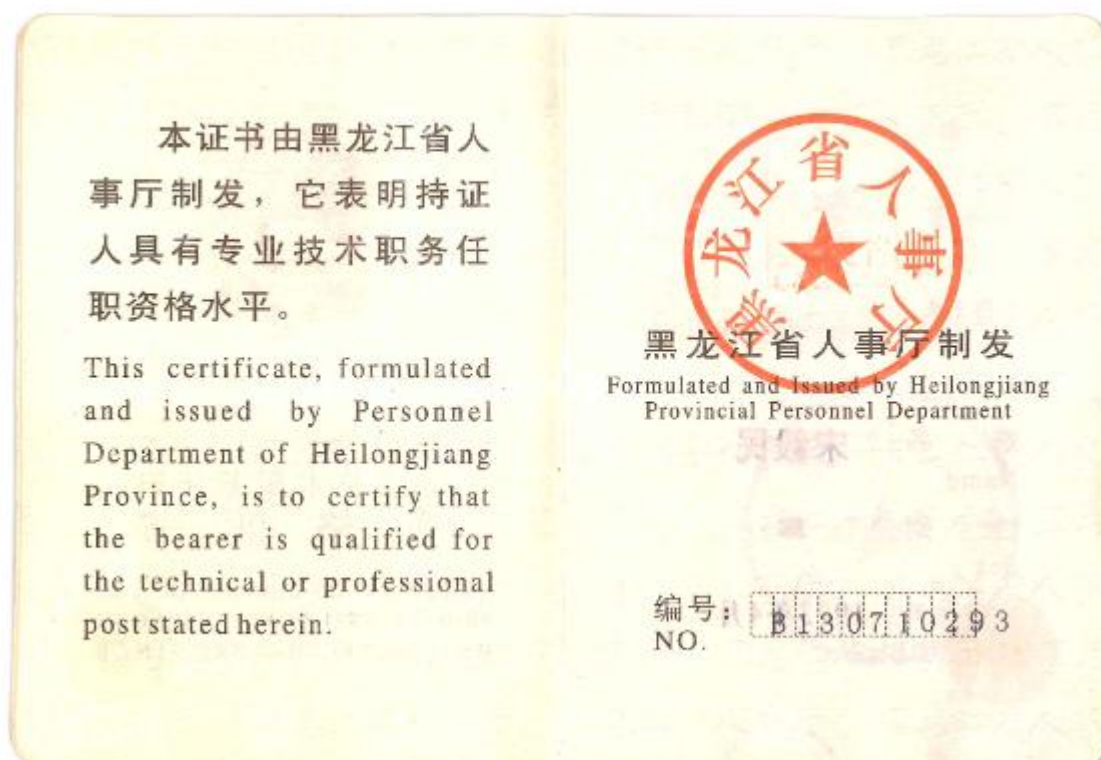 本证书由黑龙江省人
事厅制发，它表明持证
人具有专业技术职务任
职资格水平。
This certificate, formulated
and issued by Personnel
Department of Heilongjiang
Province, is to certify that
the bearer is qualified for
the technical or professional
post stated herein.
黑龙江省人事厅
黑龙江省人事厅制发
Formulated and Issued by Heilongjiang
Provincial Personnel Department
编号：B130710293
NO.